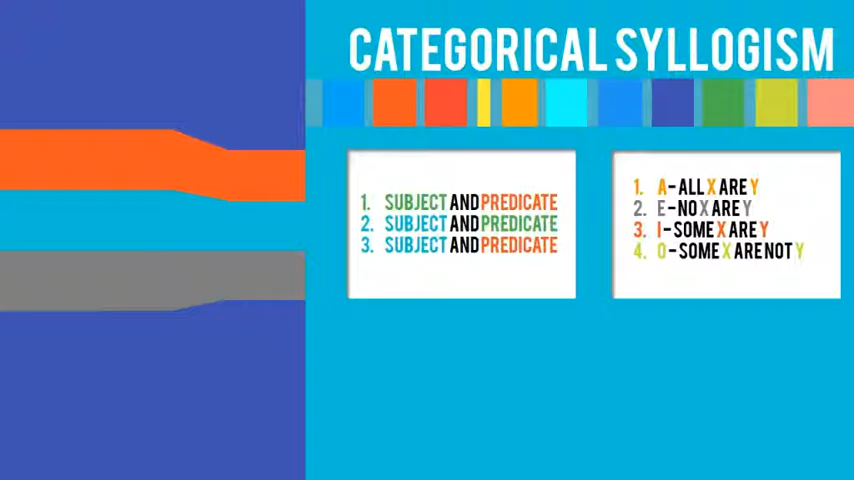 CATEGORICAL SYLLOGISM
1. SUBJECT AND PREDICATE
2. SUBJECT AND PREDICATE
3. SUBJECT AND PREDICATE
1. A - ALL X ARE Y
2. E - NO X ARE Y
3. I - SOME X ARE Y
4. O - SOME X ARE NOT Y